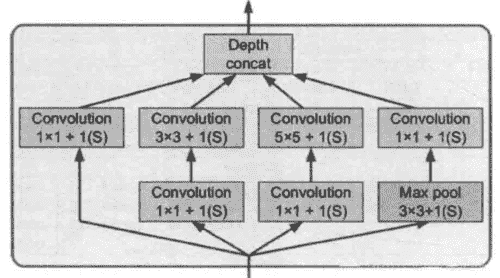 Depth
concat
Convolution
1×1 + 1(S)
Convolution
3×3 + 1(S)
Convolution
5×5 + 1(S)
Convolution
1×1 + 1(S)
Convolution
1×1 + 1(S)
Convolution
1×1 + 1(S)
Max pool
3×3+1(S)